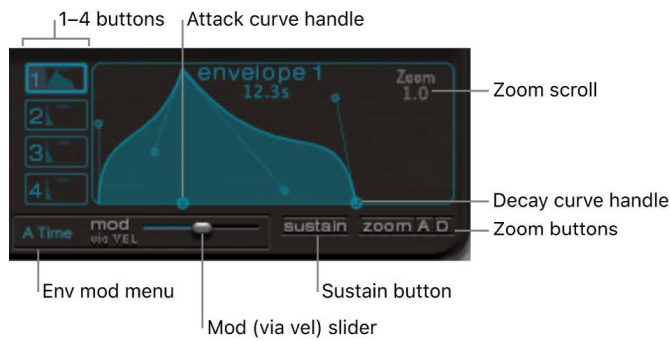 1–4 buttons
Attack curve handle
1
envelope 1
12.3s
Zoom
1.0
Zoom scroll
2
3
4
Decay curve handle
A Time
mod
via VEL
sustain
zoom A D
Zoom buttons
Env mod menu
Sustain button
Mod (via vel) slider